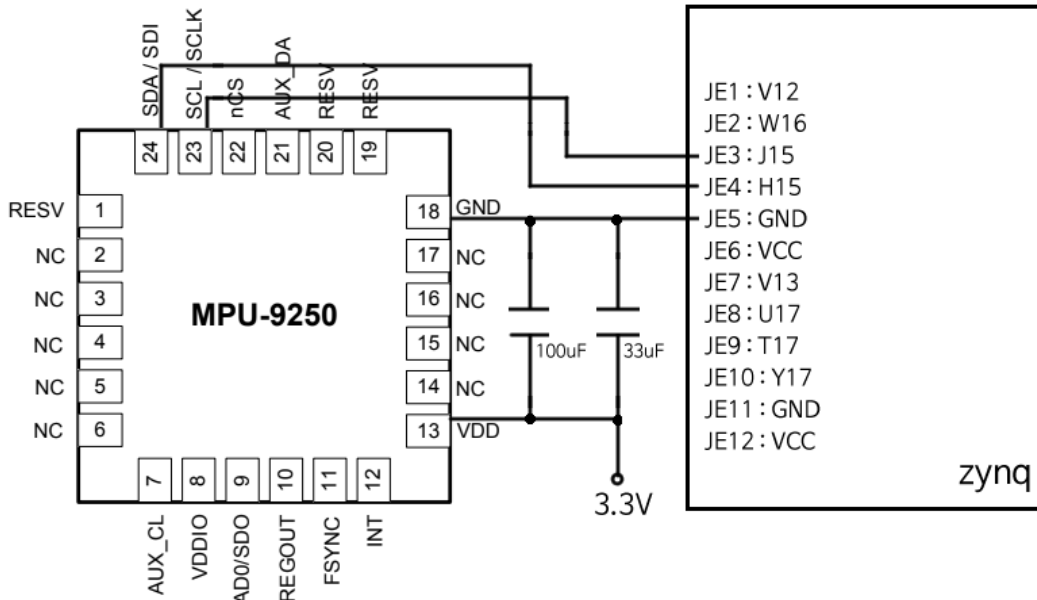 SDA / SDI
SCL / SCLK
nCS
AUX_DA
RESV
RESV
24
23
22
21
20
19
RESV 1
NC 2
NC 3
NC 4
NC 5
NC 6
MPU-9250
18 GND
17 NC
16 NC
15 NC
14 NC
13 VDD
7
8
9
10
11
12
AUX_CL
VDDIO
AD0/SDO
REGOUT
FSYNC
INT
100uF
33uF
3.3V
JE1 : V12
JE2 : W16
JE3 : J15
JE4 : H15
JE5 : GND
JE6 : VCC
JE7 : V13
JE8 : U17
JE9 : T17
JE10 : Y17
JE11 : GND
JE12 : VCC
zynq